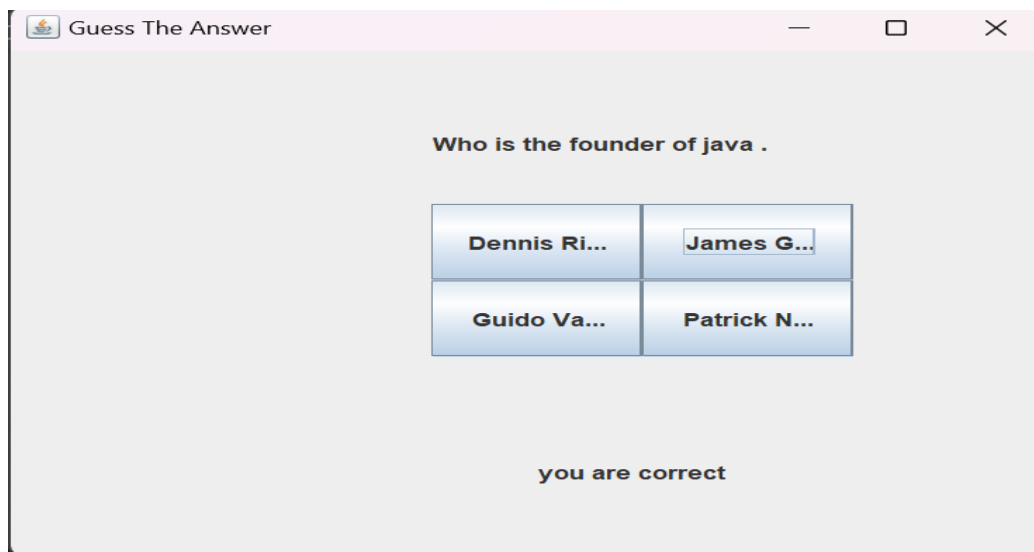 Guess The Answer
Who is the founder of java .
Dennis Ri... James G...
Guido Va... Patrick N...
you are correct